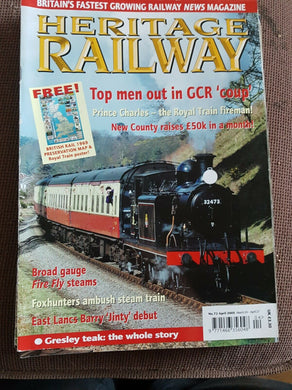 BRITAIN'S FASTEST GROWING RAILWAY NEWS MAGAZINE
HERITAGE
RAILWAY
FREE!
BRITISH RAIL 1969
PRESERVATION MAP &
Royal Train poster!
Top men out in GCR 'coup'
Prince Charles – the Royal Train fireman!
New County raises £50k in a month!
32473
Broad gauge
Fire Fly steams
Foxhunters ambush steam train
East Lancs Barry 'Jinty' debut
Gresley teak: the whole story
April 2005